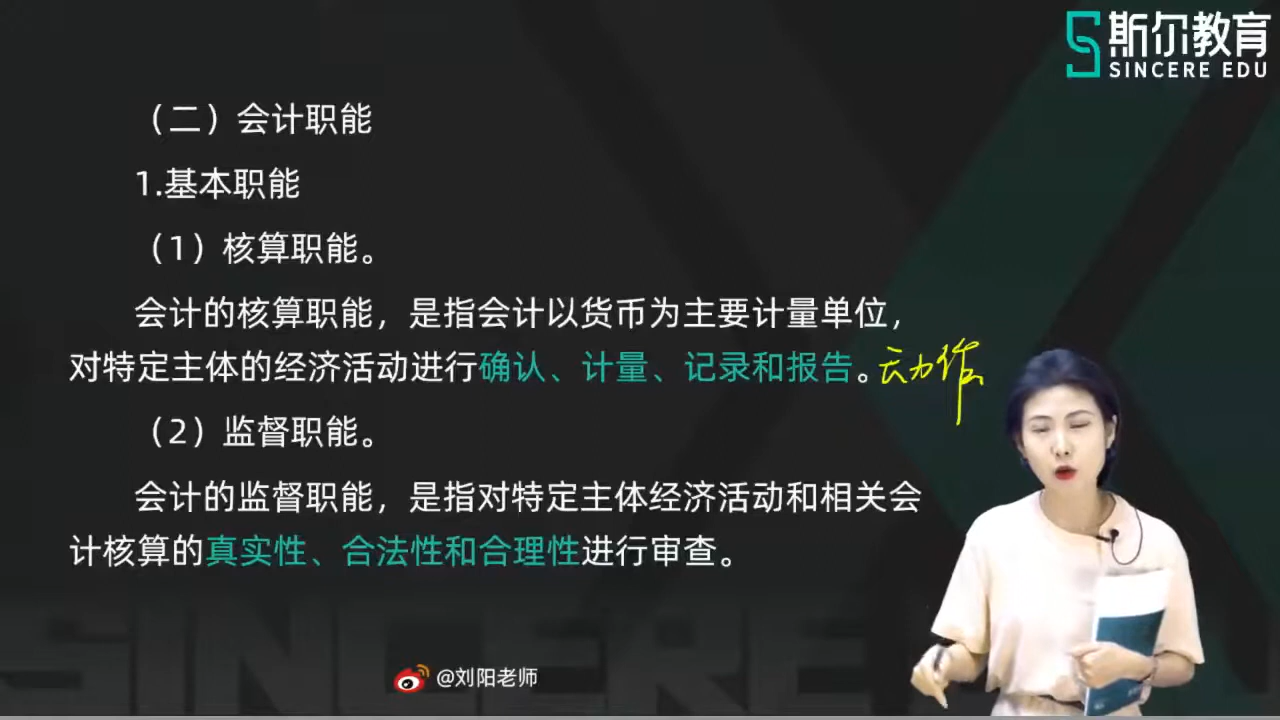 斯尔教育
SINCERE EDU
（二）会计职能
1.基本职能
（1）核算职能。
会计的核算职能，是指会计以货币为主要计量单位，
对特定主体的经济活动进行确认、计量、记录和报告。动作
（2）监督职能。
会计的监督职能，是指对特定主体经济活动和相关会
计核算的真实性、合法性和合理性进行审查。
SINCERE
@刘阳老师